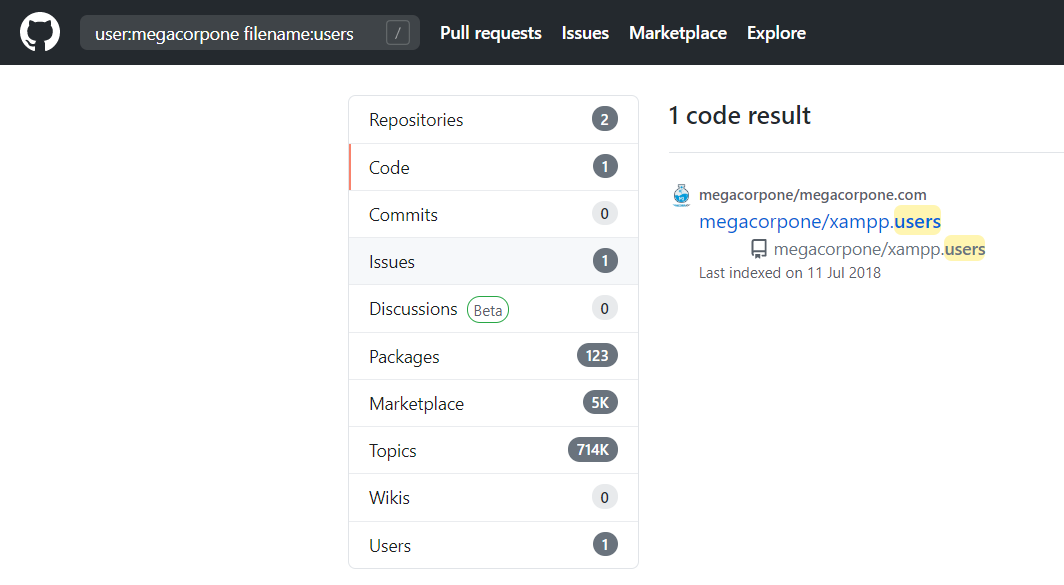 user:megacorpone filename:users / Pull requests Issues Marketplace Explore
Repositories 2
Code 1
Commits 0
Issues 1
Discussions Beta 0
Packages 123
Marketplace 5K
Topics 714K
Wikis 0
Users 1
1 code result
megacorpone/megacorpone.com
megacorpone/xampp.users
megacorpone/xampp.users
Last indexed on 11 Jul 2018